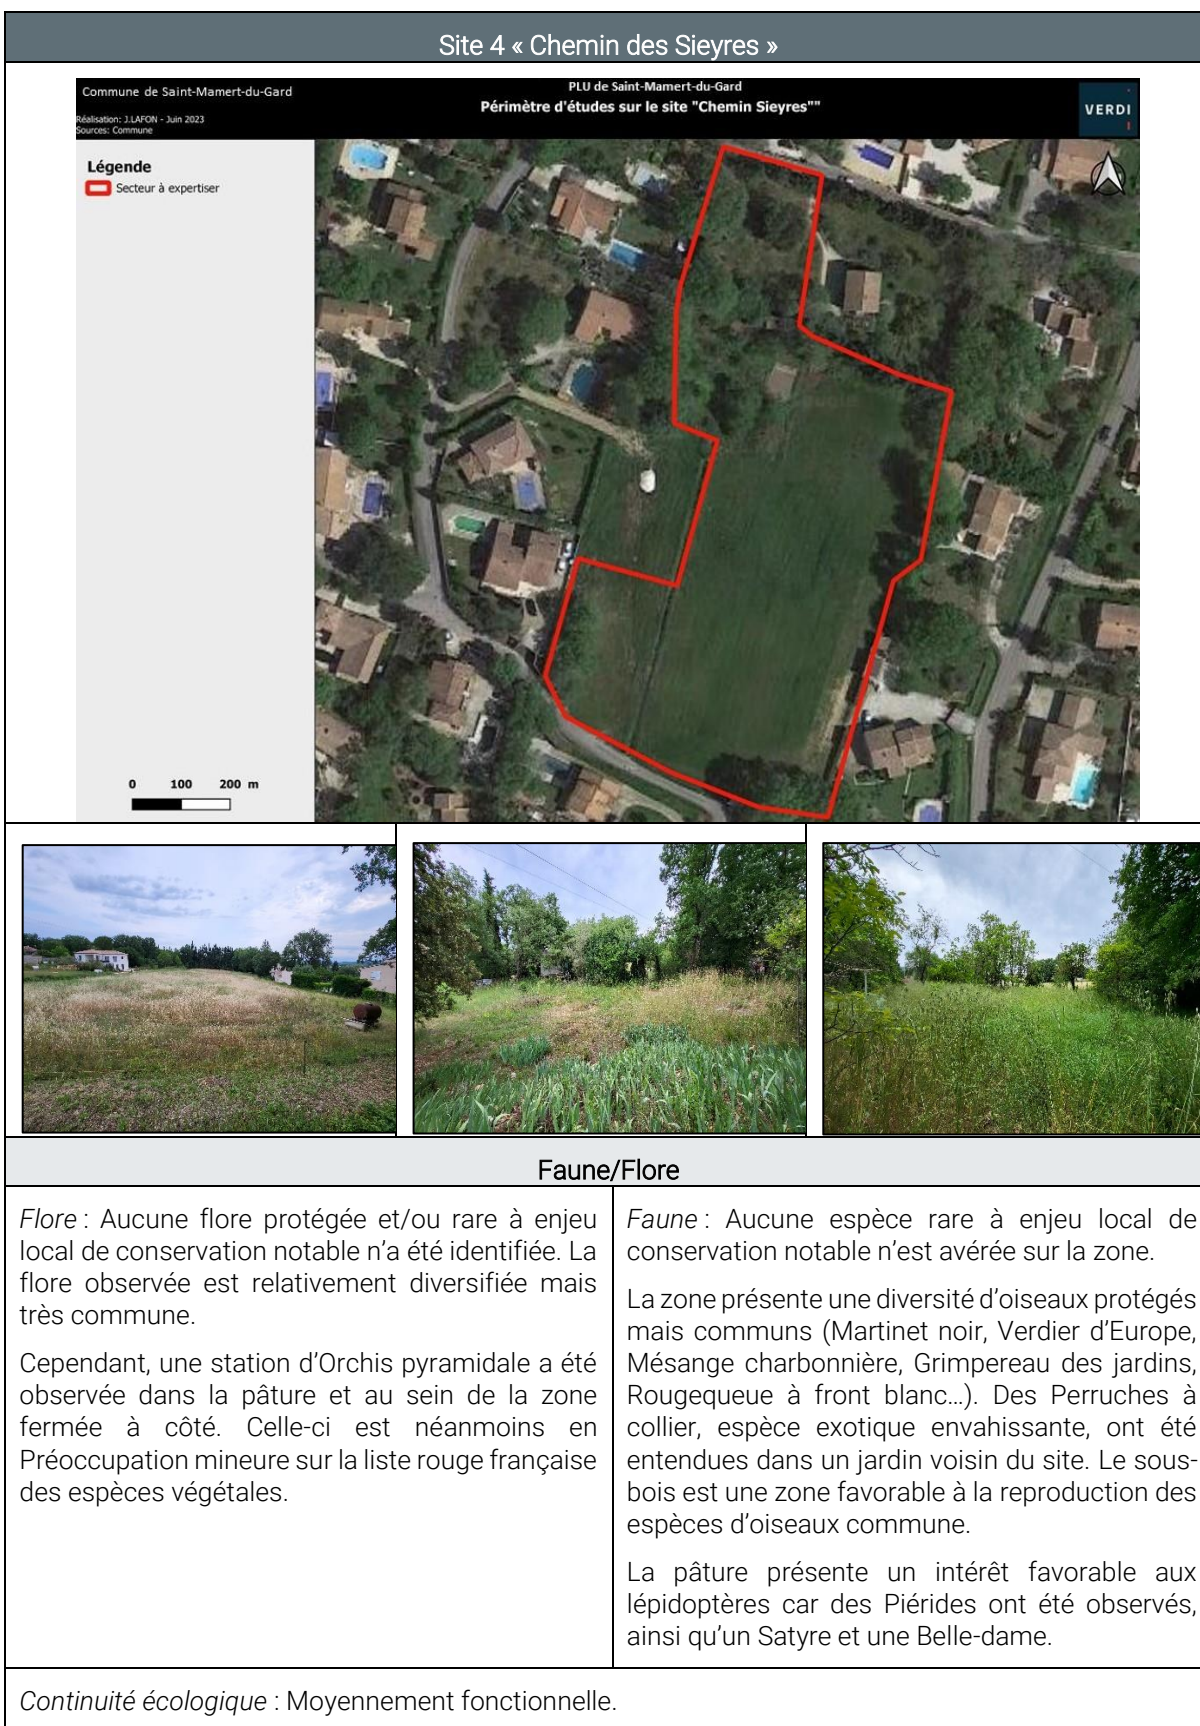 Site 4 « Chemin des Sieyres »
Commune de Saint-Mamert-du-Gard
Réalisation: J.LAFON - Juin 2023
Sources: Commune
PLU de Saint-Mamert-du-Gard
Périmètre d'études sur le site "Chemin Sieyres""
VERDI
Légende
Secteur à expertiser
0 100 200 m
Faune/Flore
Flore : Aucune flore protégée et/ou rare à enjeu
local de conservation notable n'a été identifiée. La
flore observée est relativement diversifiée mais
très commune.
Cependant, une station d'Orchis pyramidale a été
observée dans la pâture et au sein de la zone
fermée à côté. Celle-ci est néanmoins en
Préoccupation mineure sur la liste rouge française
des espèces végétales.
Faune : Aucune espèce rare à enjeu local de
conservation notable n'est avérée sur la zone.
La zone présente une diversité d'oiseaux protégés
mais communs (Martinet noir, Verdier d'Europe,
Mésange charbonnière, Grimpereau des jardins,
Rougequeue à front blanc…). Des Perruches à
collier, espèce exotique envahissante, ont été
entendues dans un jardin voisin du site. Le sous-
bois est une zone favorable à la reproduction des
espèces d'oiseaux commune.
La pâture présente un intérêt favorable aux
lépidoptères car des Piérides ont été observés,
ainsi qu'un Satyre et une Belle-dame.
Continuité écologique : Moyennement fonctionnelle.